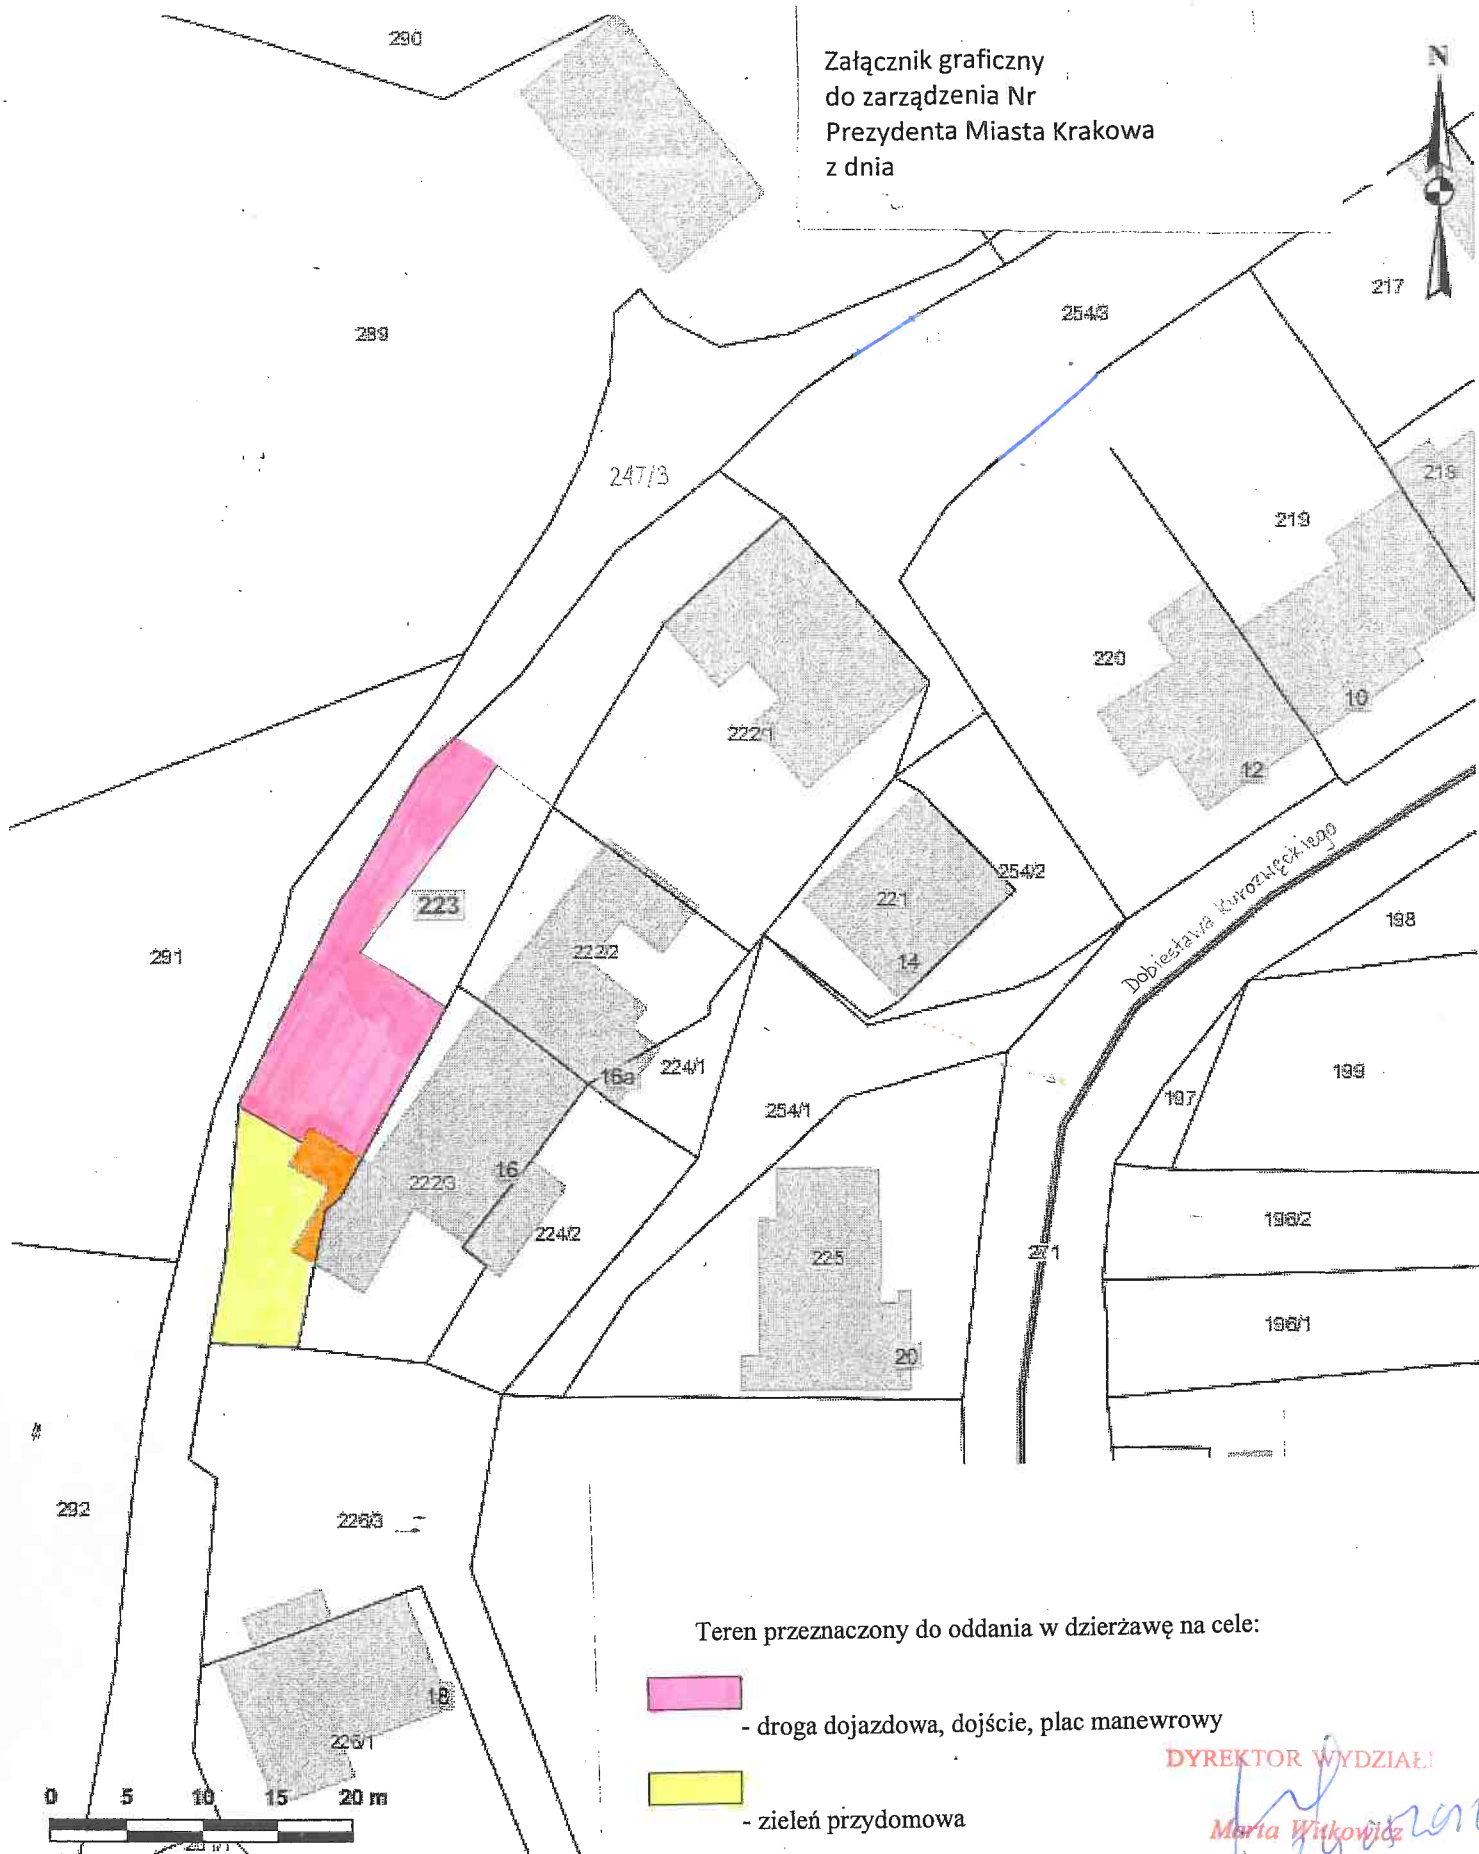 290
Załącznik graficzny
do zarządzenia Nr
Prezydenta Miasta Krakowa
z dnia
N
217
254/3
289
247/3
218
219
220
10
12
222/1
254/2
221
14
223
222/2
291
Dobiesława Kurozwęckiego
198
199
197
16a
224/1
254/1
16
222/3
224/2
225
271
196/2
196/1
20
292
226/3
18
226/1
Teren przeznaczony do oddania w dzierżawę na cele:
- droga dojazdowa, dojście, plac manewrowy
- zieleń przydomowa
DYREKTOR WYDZIAŁ
Marta Witkowicz
0 5 10 15 20 m